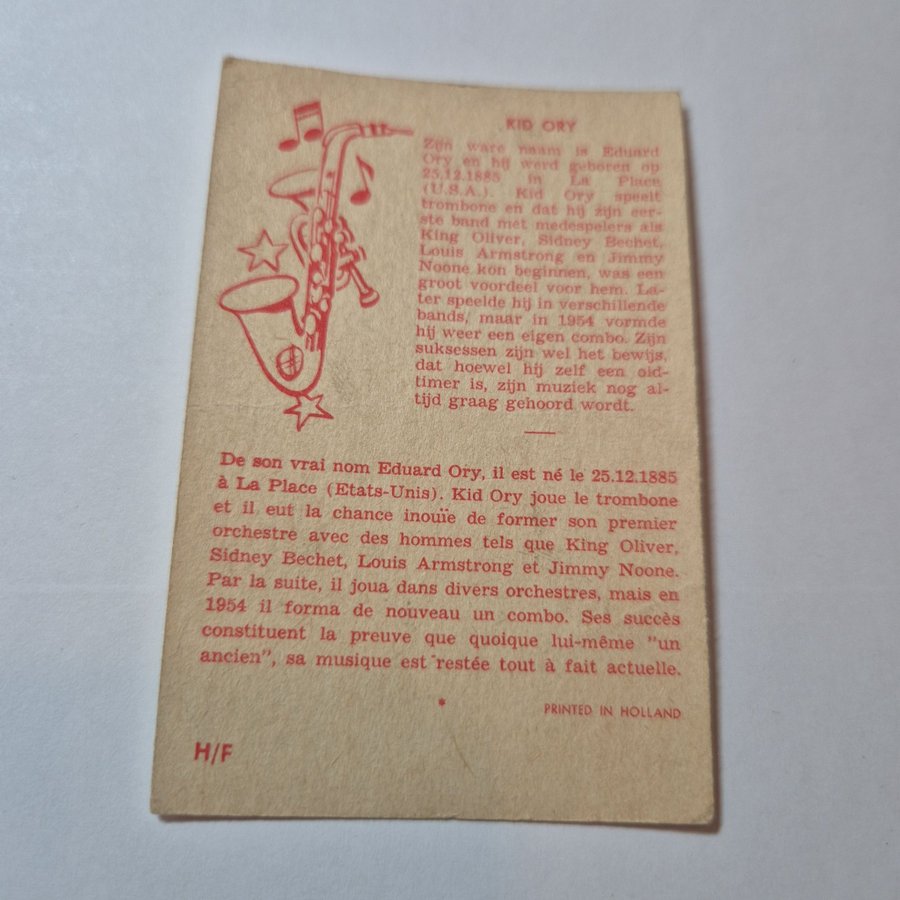 KID ORY
Zijn ware naam is Eduard
Ory en hij werd geboren op
25.12.1885 in La Place
(U.S.A.). Kid Ory speelt
trombone en dat hij zijn eer-
ste band met medespelers als
King Oliver, Sidney Bechet,
Louis Armstrong en Jimmy
Noone kon beginnen, was een
groot voordeel voor hem. La-
ter speelde hij in verschillende
bands, maar in 1954 vormde
hij weer een eigen combo. Zijn
suksessen zijn wel het bewijs,
dat hoewel hij zelf een oid-
timer is, zijn muziek nog al-
tijd graag gehoord wordt.
De son vrai nom Eduard Ory, il est né le 25.12.1885
à La Place (Etats-Unis). Kid Ory joue le trombone
et il eut la chance inouïe de former son premier
orchestre avec des hommes tels que King Oliver,
Sidney Bechet, Louis Armstrong et Jimmy Noone.
Par la suite, il joua dans divers orchestres, mais en
1954 il forma de nouveau un combo. Ses succès
constituent la preuve que quoique lui-même "un
ancien", sa musique est restée tout à fait actuelle.
*
PRINTED IN HOLLAND
H/F